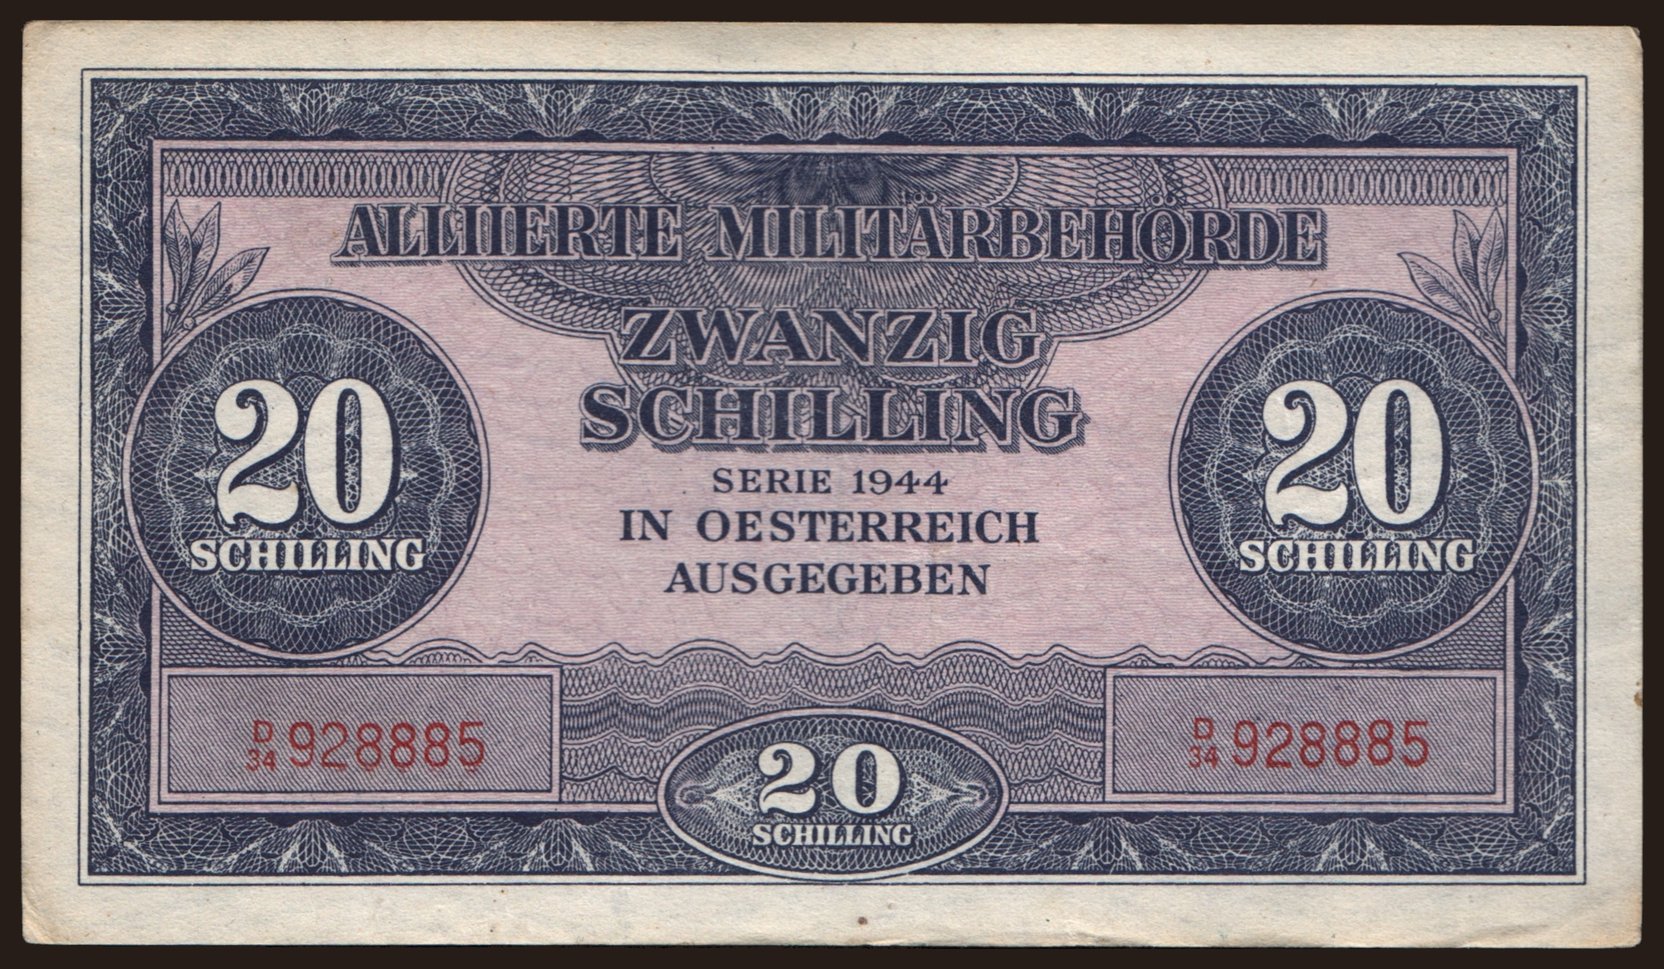 ALLIIERTE MILITÄRBEHÖRDE
ZWANZIG
SCHILLING
SERIE 1944
IN OESTERREICH
AUSGEGEBEN
20
SCHILLING
20
SCHILLING
D/34 928885
D/34 928885
20
SCHILLING